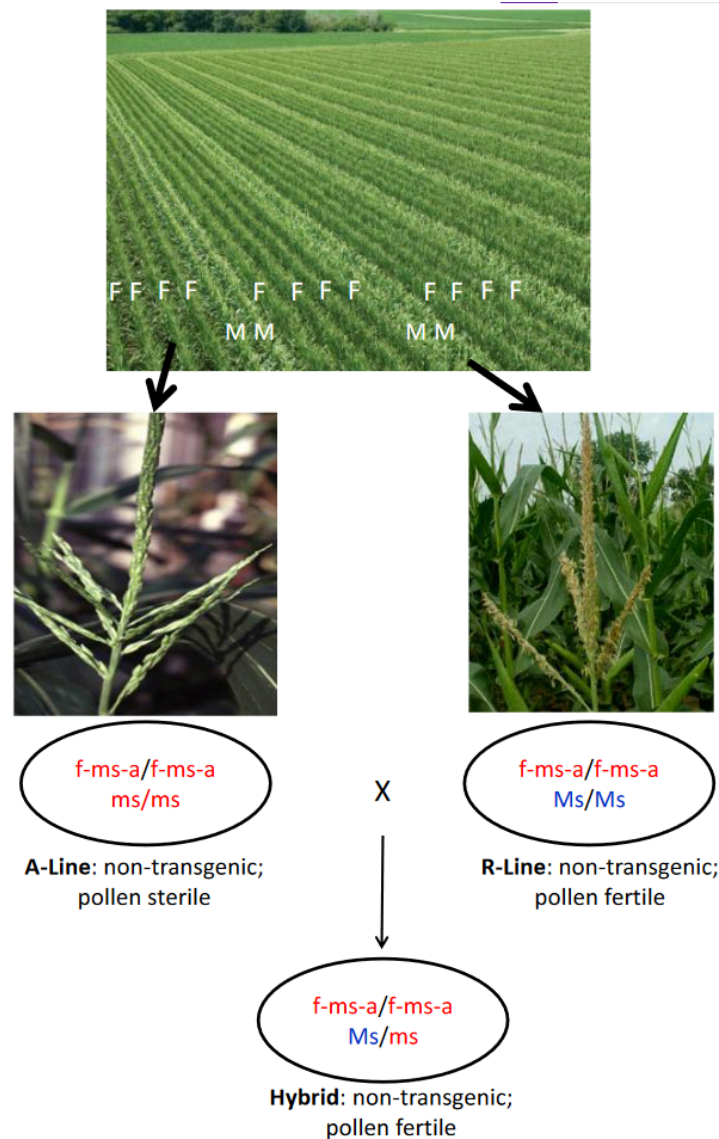 F F F F F F F F F F F F
M M M M
f-ms-a/f-ms-a
ms/ms
X
f-ms-a/f-ms-a
Ms/Ms
A-Line: non-transgenic;
pollen sterile
R-Line: non-transgenic;
pollen fertile
f-ms-a/f-ms-a
Ms/ms
Hybrid: non-transgenic;
pollen fertile